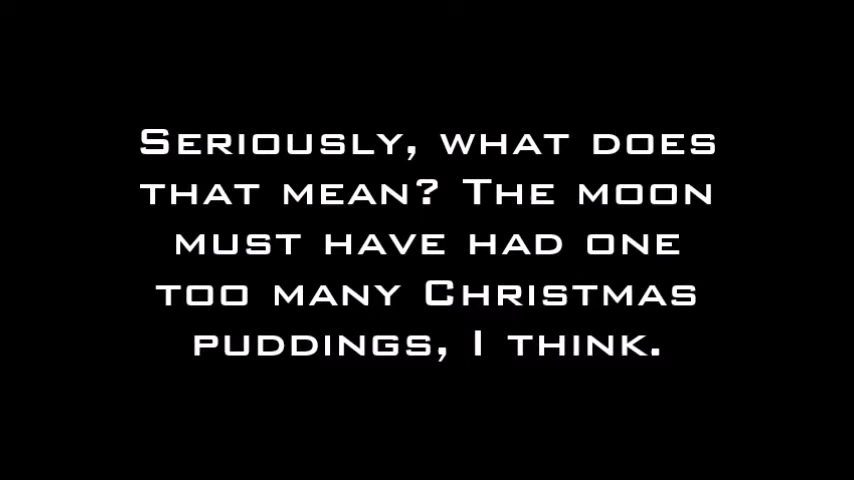 Seriously, what does
that mean? The moon
must have had one
too many Christmas
puddings, I think.